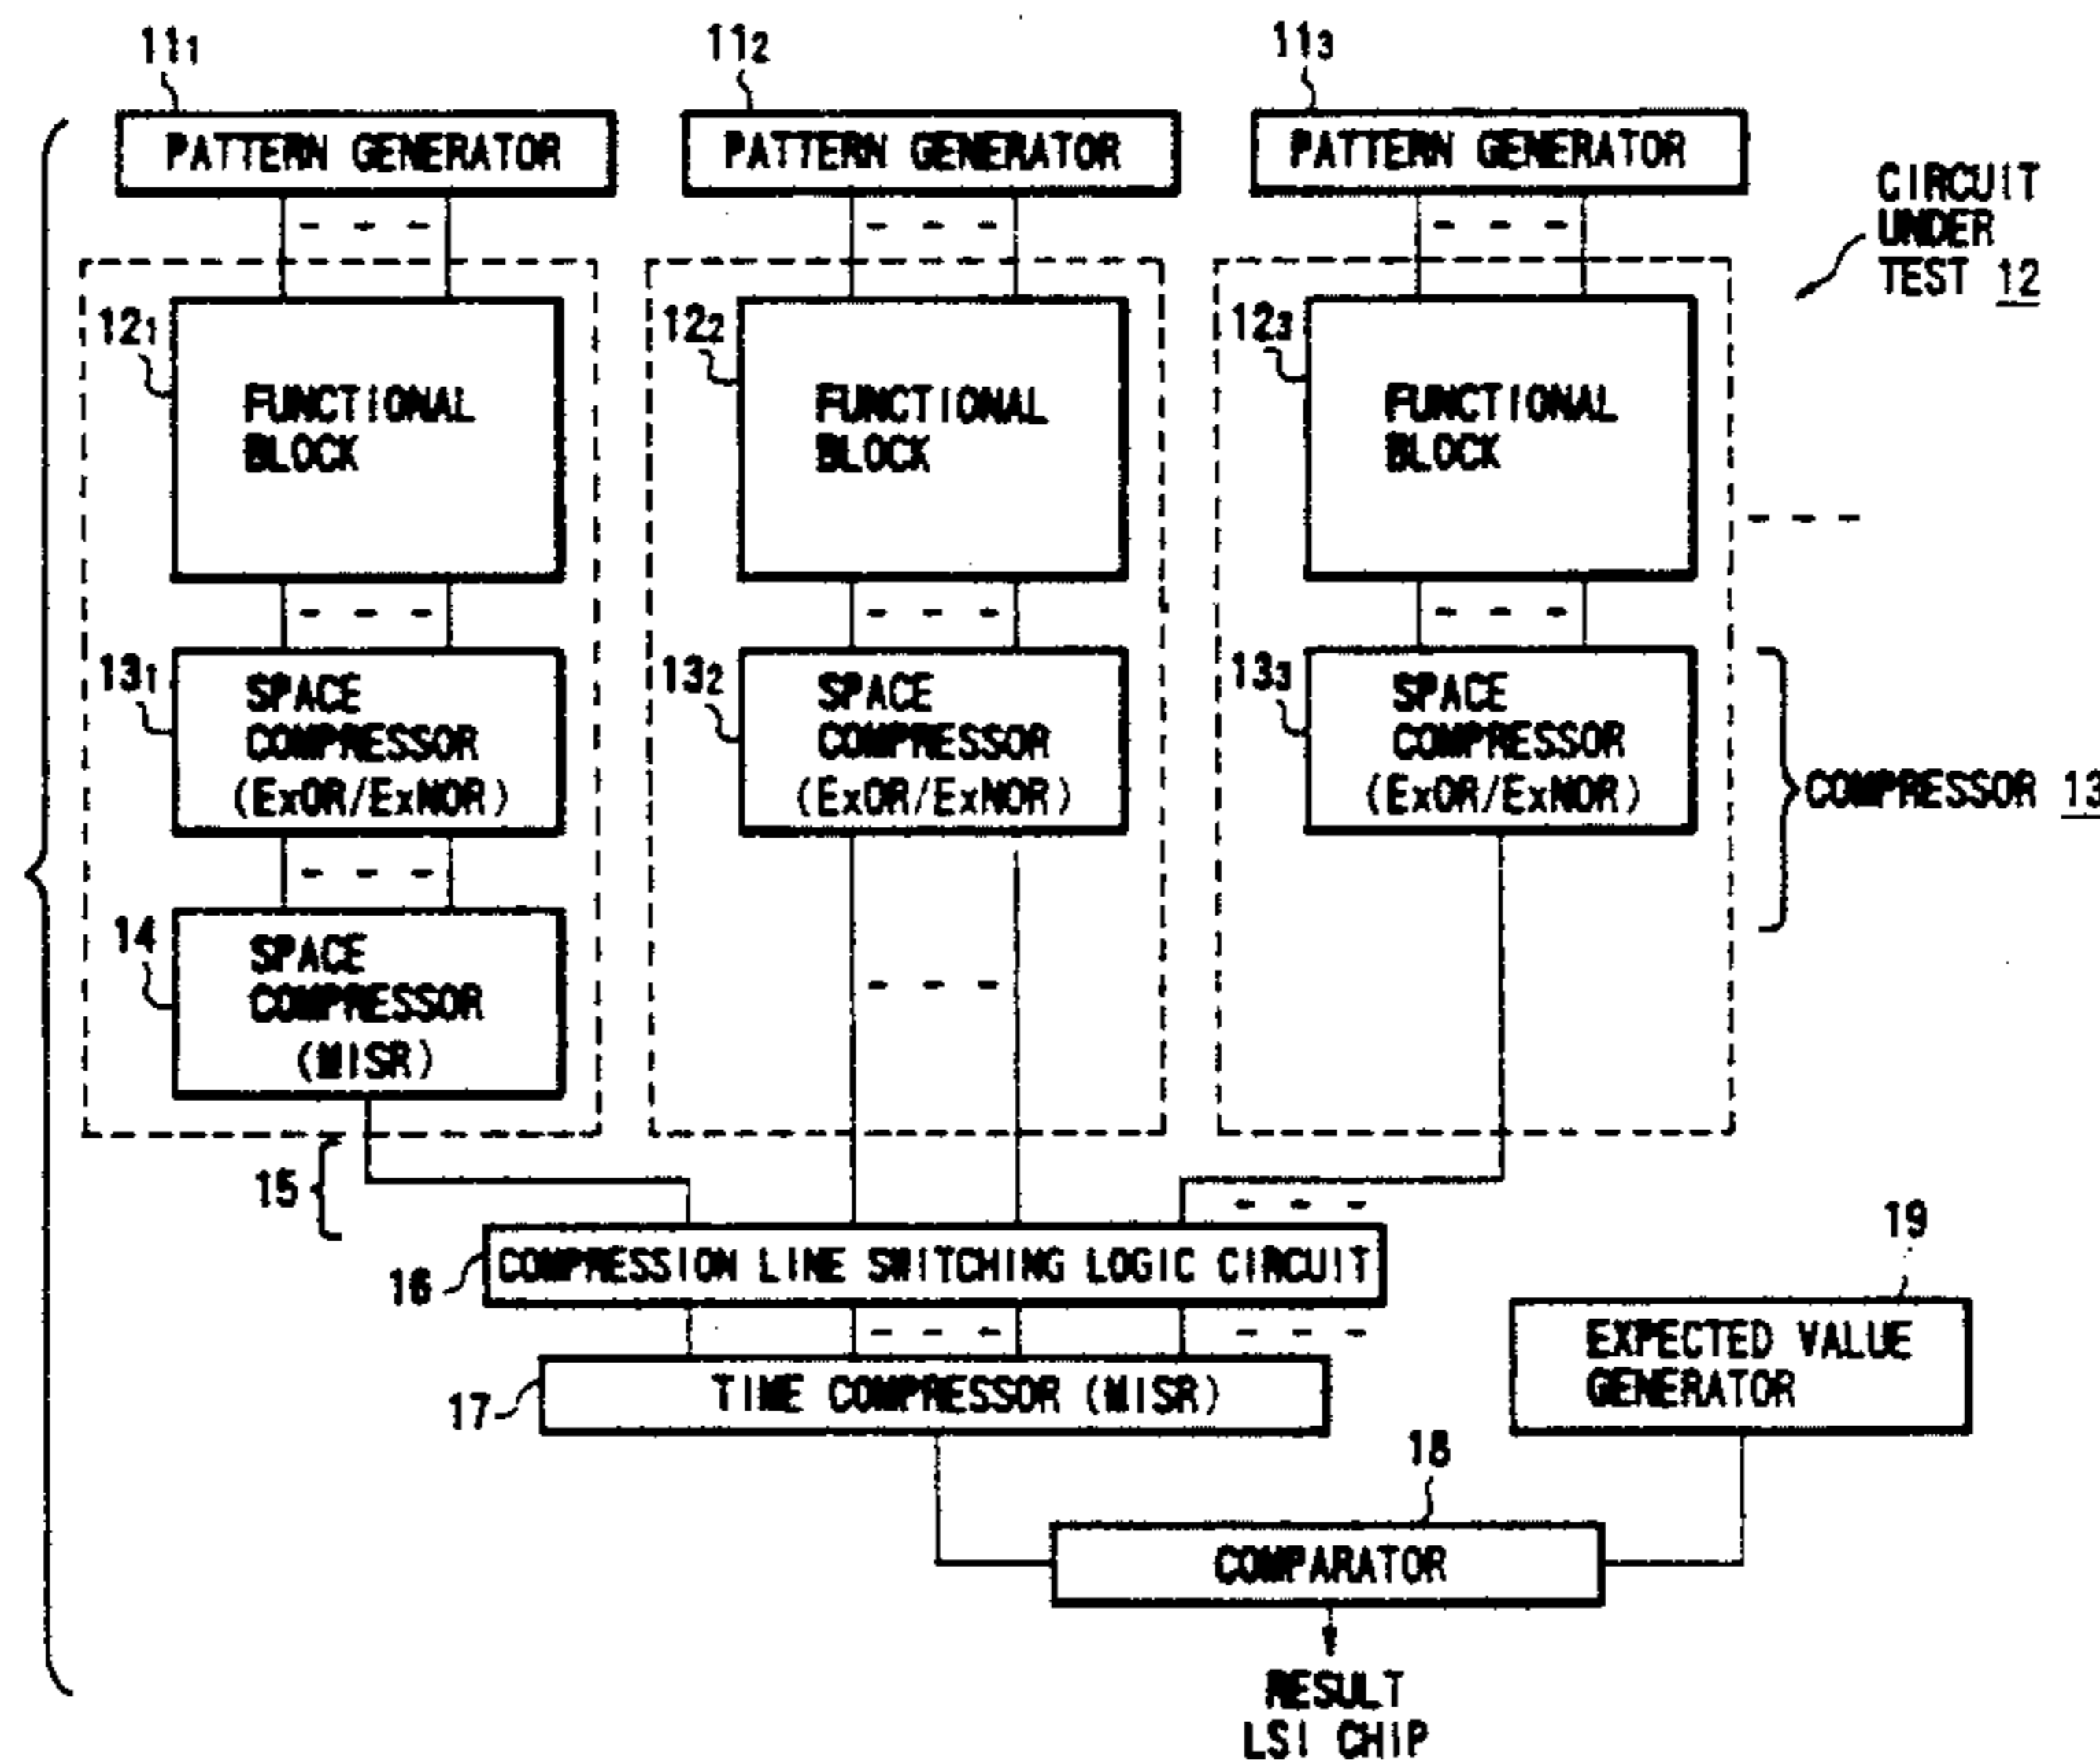 11₁
11₂
11₃
PATTERN GENERATOR
PATTERN GENERATOR
PATTERN GENERATOR
CIRCUIT
UNDER
TEST 12
12₁
FUNCTIONAL
BLOCK
12₂
FUNCTIONAL
BLOCK
12₃
FUNCTIONAL
BLOCK
13₁
SPACE
COMPRESSOR
(ExOR/ExNOR)
13₂
SPACE
COMPRESSOR
(ExOR/ExNOR)
13₃
SPACE
COMPRESSOR
(ExOR/ExNOR)
COMPRESSOR 13
14
SPACE
COMPRESSOR
(MISR)
15
16
COMPRESSION LINE SWITCHING LOGIC CIRCUIT
17
TIME COMPRESSOR (MISR)
19
EXPECTED VALUE
GENERATOR
18
COMPARATOR
RESULT
LSI CHIP